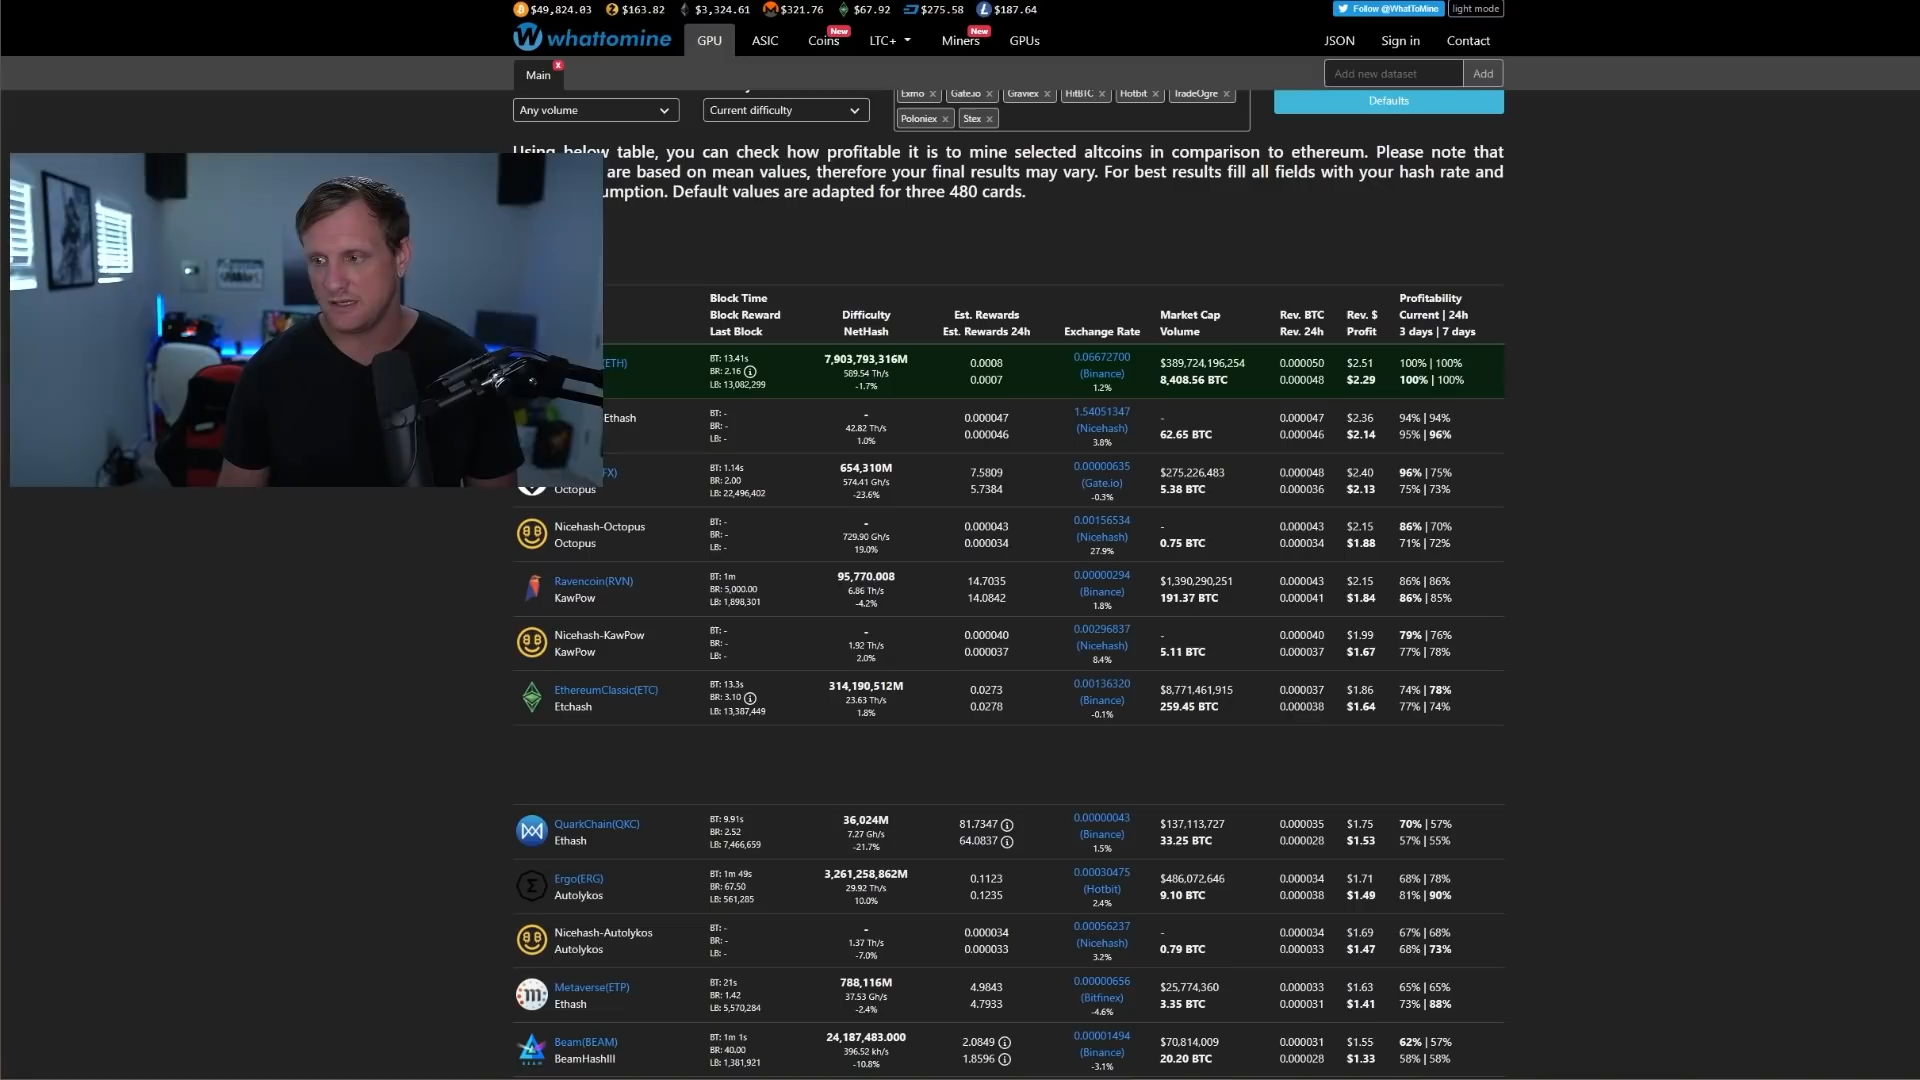 $49,824.03 $163.82 $3,324.61 $321.76 $67.92 $275.58 $187.64 Follow @WhatToMine light mode
whattomine GPU ASIC Coins New LTC+ Miners New GPUs JSON Sign in Contact
Main x Add new dataset Add
Exmo × Gate.io × Graviex × HitBTC × Hotbit × TradeOgre × Defaults
Any volume Current difficulty Poloniex × Stex ×
Using below table, you can check how profitable it is to mine selected altcoins in comparison to ethereum. Please note that
are based on mean values, therefore your final results may vary. For best results fill all fields with your hash rate and
umption. Default values are adapted for three 480 cards.
Block Time Profitability
Block Reward Difficulty Est. Rewards Market Cap Rev. BTC Rev. $ Current | 24h
Last Block NetHash Est. Rewards 24h Exchange Rate Volume Rev. 24h Profit 3 days | 7 days
(ETH) BT: 13.41s 7,903,793,316M 0.0008 0.06672700 $389,724,196,254 0.000050 $2.51 100% | 100%
BR: 2.16 589.54 Th/s 0.0007 (Binance) 8,408.56 BTC 0.000048 $2.29 100% | 100%
LB: 13,082,299 -1.7% 1.2%
Ethash BT: - - 0.000047 1.54051347 - 0.000047 $2.36 94% | 94%
BR: - 42.82 Th/s 0.000046 (Nicehash) 62.65 BTC 0.000046 $2.14 95% | 96%
LB: - 1.0% 3.8%
FX) BT: 1.14s 654,310M 7.5809 0.00000635 $275,226,483 0.000048 $2.40 96% | 75%
Octopus BR: 2.00 574.41 Gh/s 5.7384 (Gate.io) 5.38 BTC 0.000036 $2.13 75% | 73%
LB: 22,496,402 -23.6% -0.3%
Nicehash-Octopus BT: - - 0.000043 0.00156534 - 0.000043 $2.15 86% | 70%
Octopus BR: - 729.90 Gh/s 0.000034 (Nicehash) 0.75 BTC 0.000034 $1.88 71% | 72%
LB: - 19.0% 27.9%
Ravencoin(RVN) BT: 1m 95,770.008 14.7035 0.00000294 $1,390,290,251 0.000043 $2.15 86% | 86%
KawPow BR: 5,000.00 6.86 Th/s 14.0842 (Binance) 191.37 BTC 0.000041 $1.84 86% | 85%
LB: 1,898,301 -4.2% 1.8%
Nicehash-KawPow BT: - - 0.000040 0.00296837 - 0.000040 $1.99 79% | 76%
KawPow BR: - 1.92 Th/s 0.000037 (Nicehash) 5.11 BTC 0.000037 $1.67 77% | 78%
LB: - 2.0% 8.4%
EthereumClassic(ETC) BT: 13.3s 314,190,512M 0.0273 0.00136320 $8,771,461,915 0.000037 $1.86 74% | 78%
Etchash BR: 3.10 23.63 Th/s 0.0278 (Binance) 259.45 BTC 0.000038 $1.64 77% | 74%
LB: 13,387,449 1.8% -0.1%
QuarkChain(QKC) BT: 9.91s 36,024M 81.7347 0.00000043 $137,113,727 0.000035 $1.75 70% | 57%
Ethash BR: 2.52 7.27 Gh/s 64.0837 (Binance) 33.25 BTC 0.000028 $1.53 57% | 55%
LB: 7,466,659 -21.7% 1.5%
Ergo(ERG) BT: 1m 49s 3,261,258,862M 0.1123 0.00030475 $486,072,646 0.000034 $1.71 68% | 78%
Autolykos BR: 67.50 29.92 Th/s 0.1235 (Hotbit) 9.10 BTC 0.000038 $1.49 81% | 90%
LB: 561,285 10.0% 2.4%
Nicehash-Autolykos BT: - - 0.000034 0.00056237 - 0.000034 $1.69 67% | 68%
Autolykos BR: - 1.37 Th/s 0.000033 (Nicehash) 0.79 BTC 0.000033 $1.47 68% | 73%
LB: - -7.0% 3.2%
Metaverse(ETP) BT: 21s 788,116M 4.9843 0.00000656 $25,774,360 0.000033 $1.63 65% | 65%
Ethash BR: 1.42 37.53 Gh/s 4.7933 (Bitfinex) 3.35 BTC 0.000031 $1.41 73% | 88%
LB: 5,570,284 -2.4% -4.6%
Beam(BEAM) BT: 1m 1s 24,187,483.000 2.0849 0.00001494 $70,814,009 0.000031 $1.55 62% | 57%
BeamHashIII BR: 40.00 396.52 kh/s 1.8596 (Binance) 20.20 BTC 0.000028 $1.33 58% | 58%
LB: 1,381,921 -10.8% -3.1%